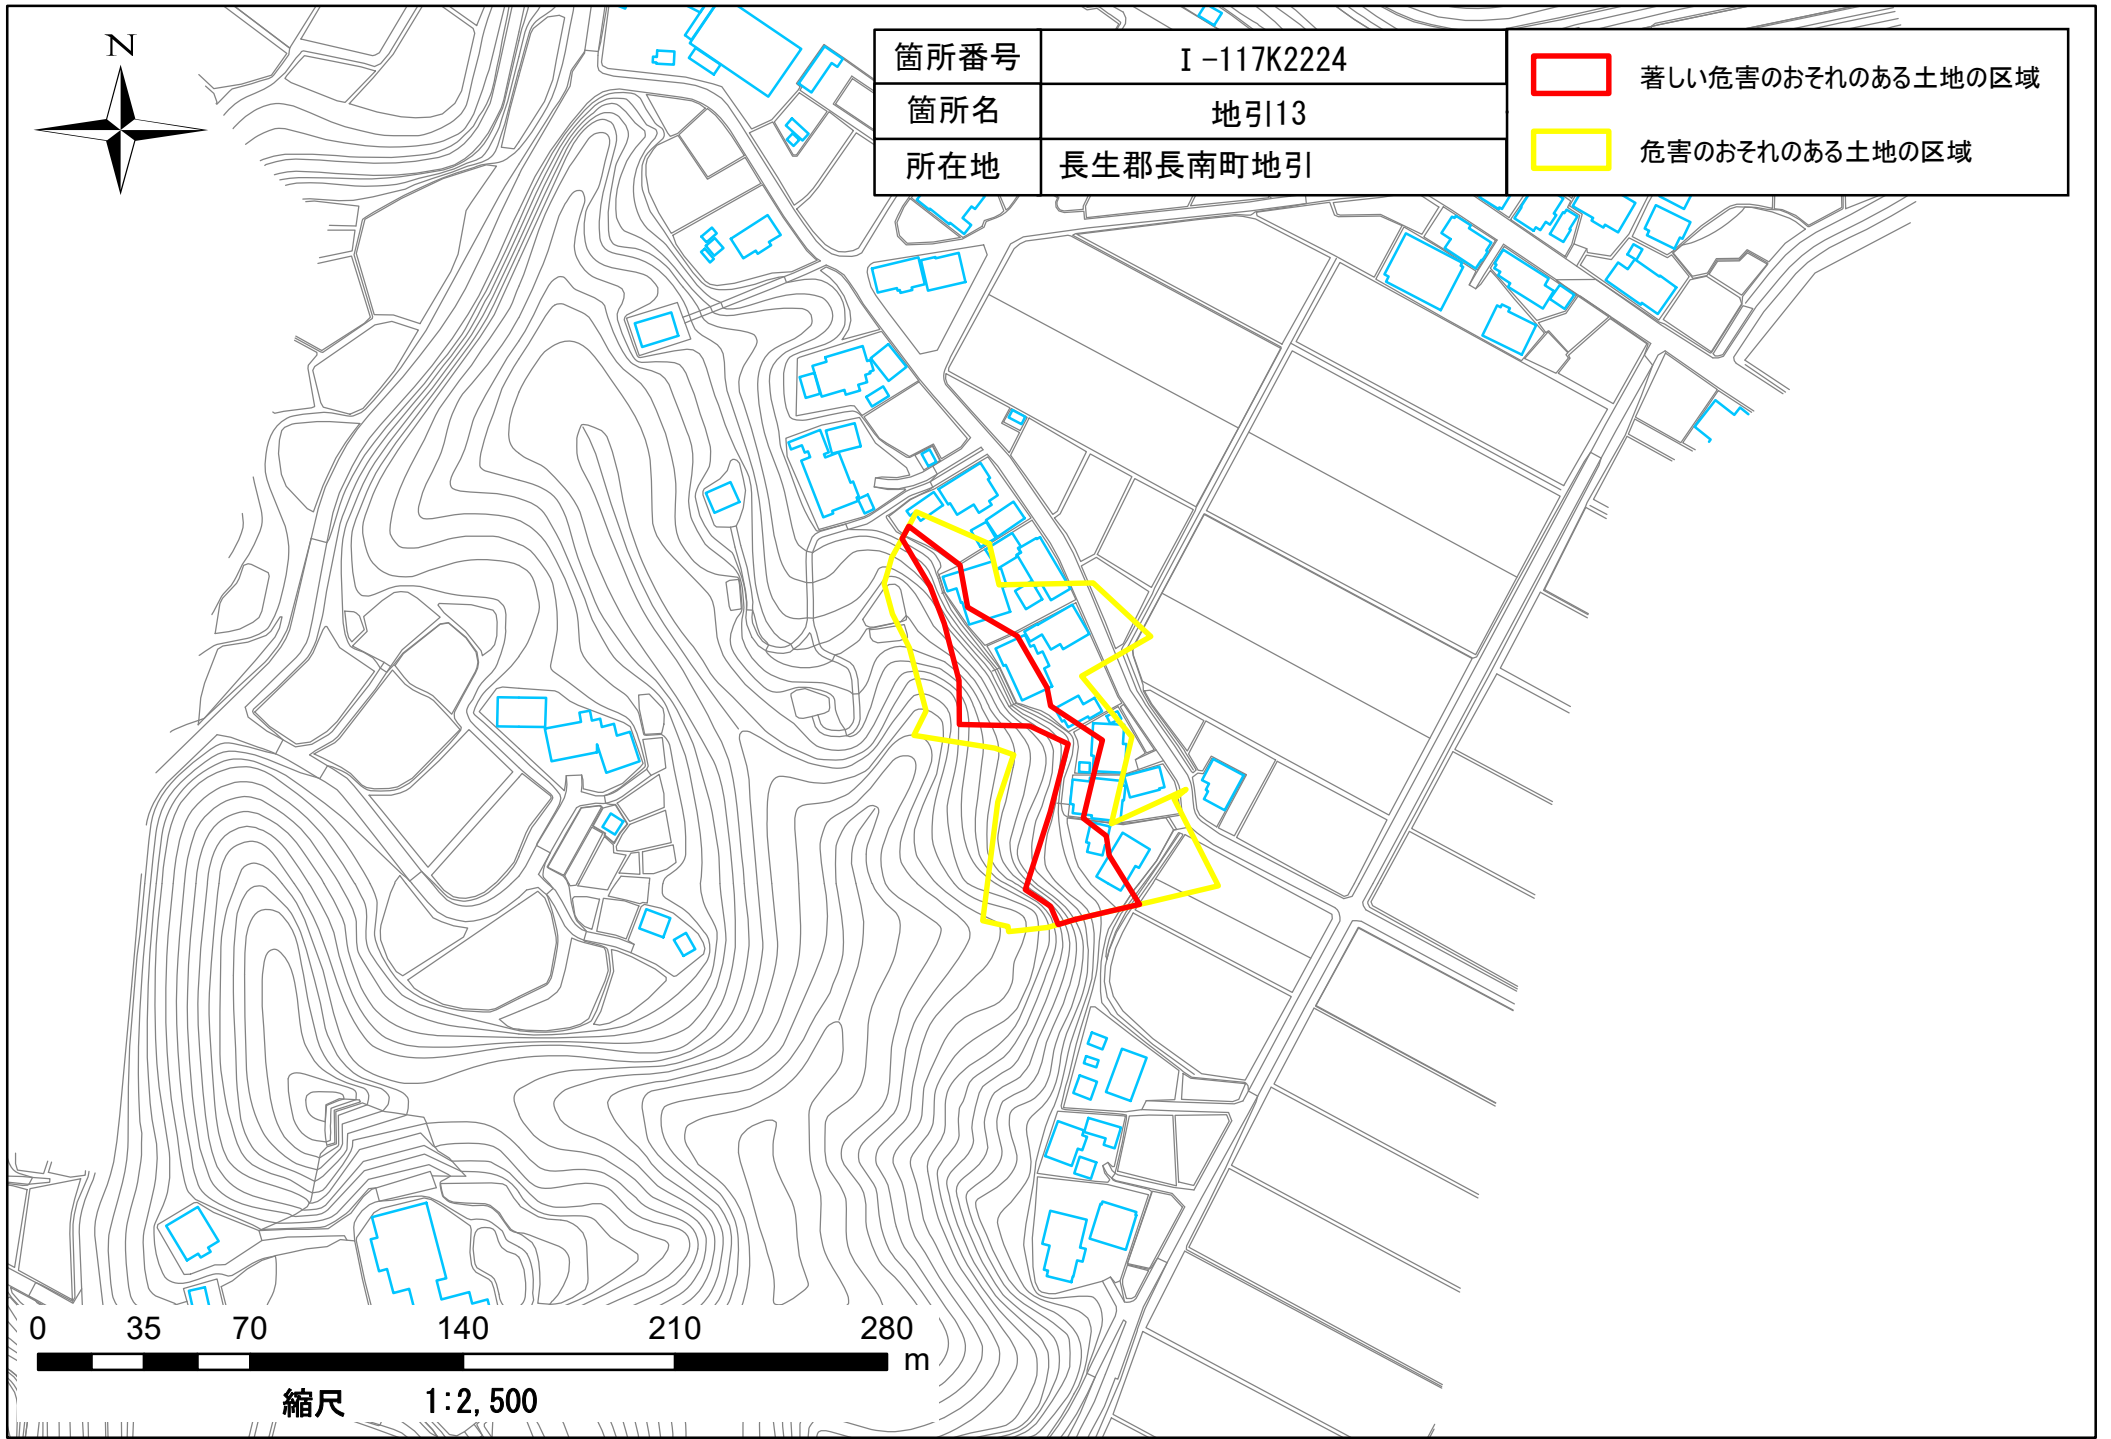 N
箇所番号 Ⅰ-117K2224
箇所名 地引13
所在地 長生郡長南町地引
著しい危害のおそれのある土地の区域
危害のおそれのある土地の区域
0 35 70 140 210 280
m
縮尺 1:2,500